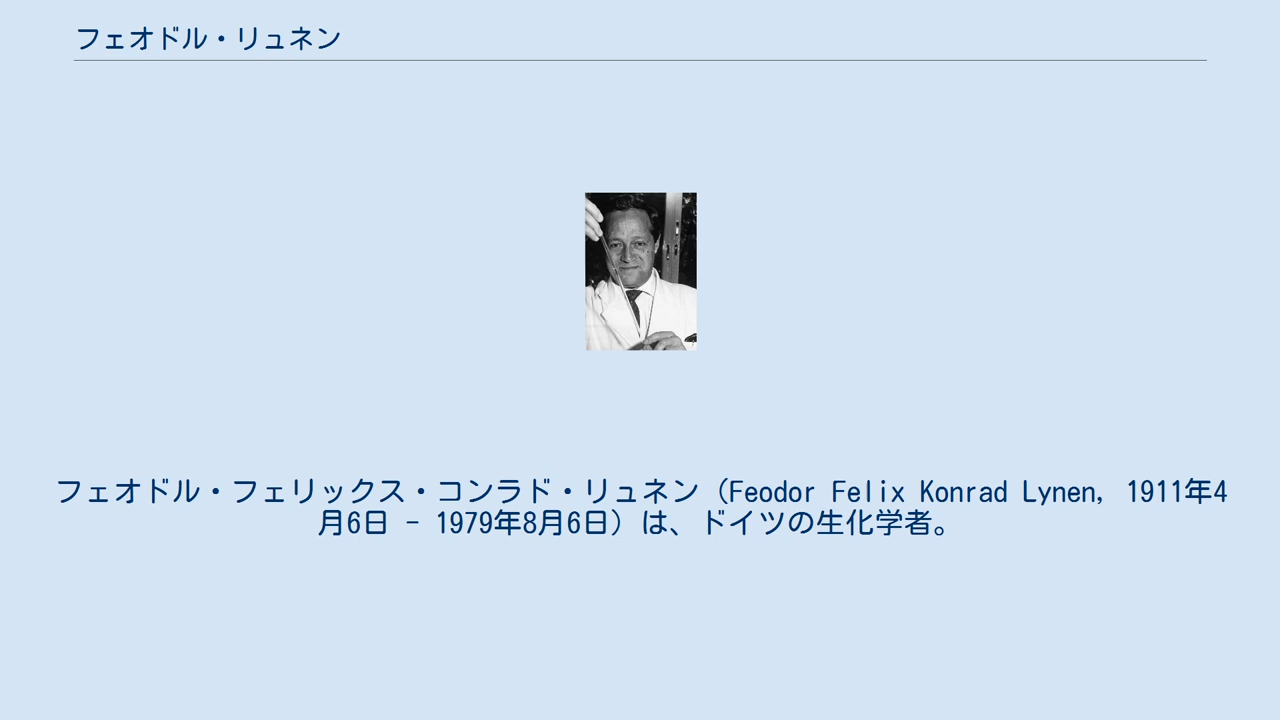 フェオドル・リュネン
フェオドル・フェリックス・コンラド・リュネン（Feodor Felix Konrad Lynen, 1911年4
月6日 - 1979年8月6日）は、ドイツの生化学者。